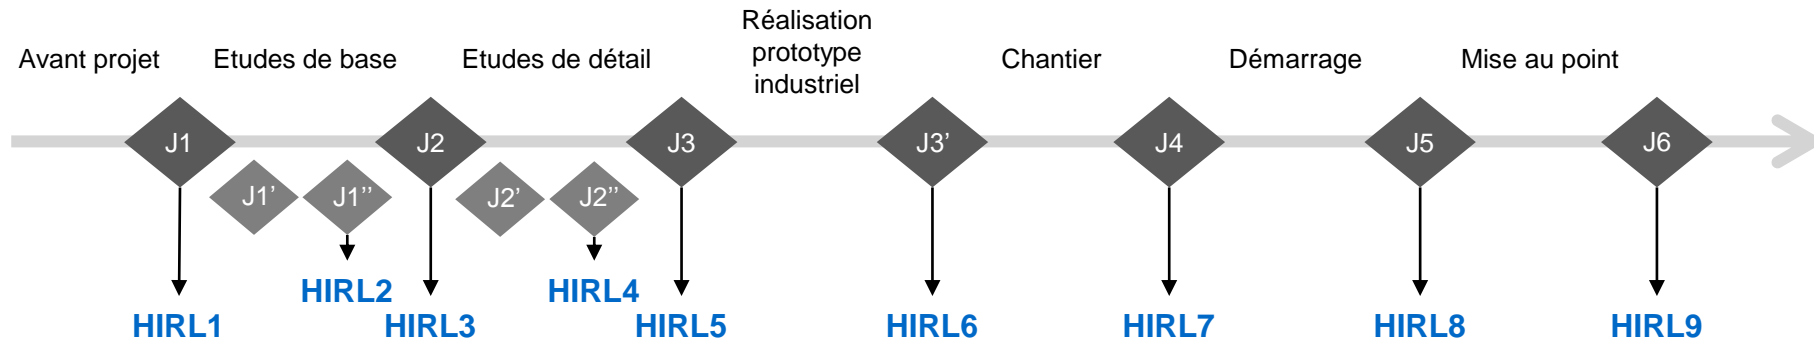 Avant projet
Etudes de base
Etudes de détail
Réalisation
prototype
industriel
Chantier
Démarrage
Mise au point
J1
J2
J3
J3’
J4
J5
J6
J1’
J1’’
J2’
J2’’
HIRL2
HIRL4
HIRL1
HIRL3
HIRL5
HIRL6
HIRL7
HIRL8
HIRL9